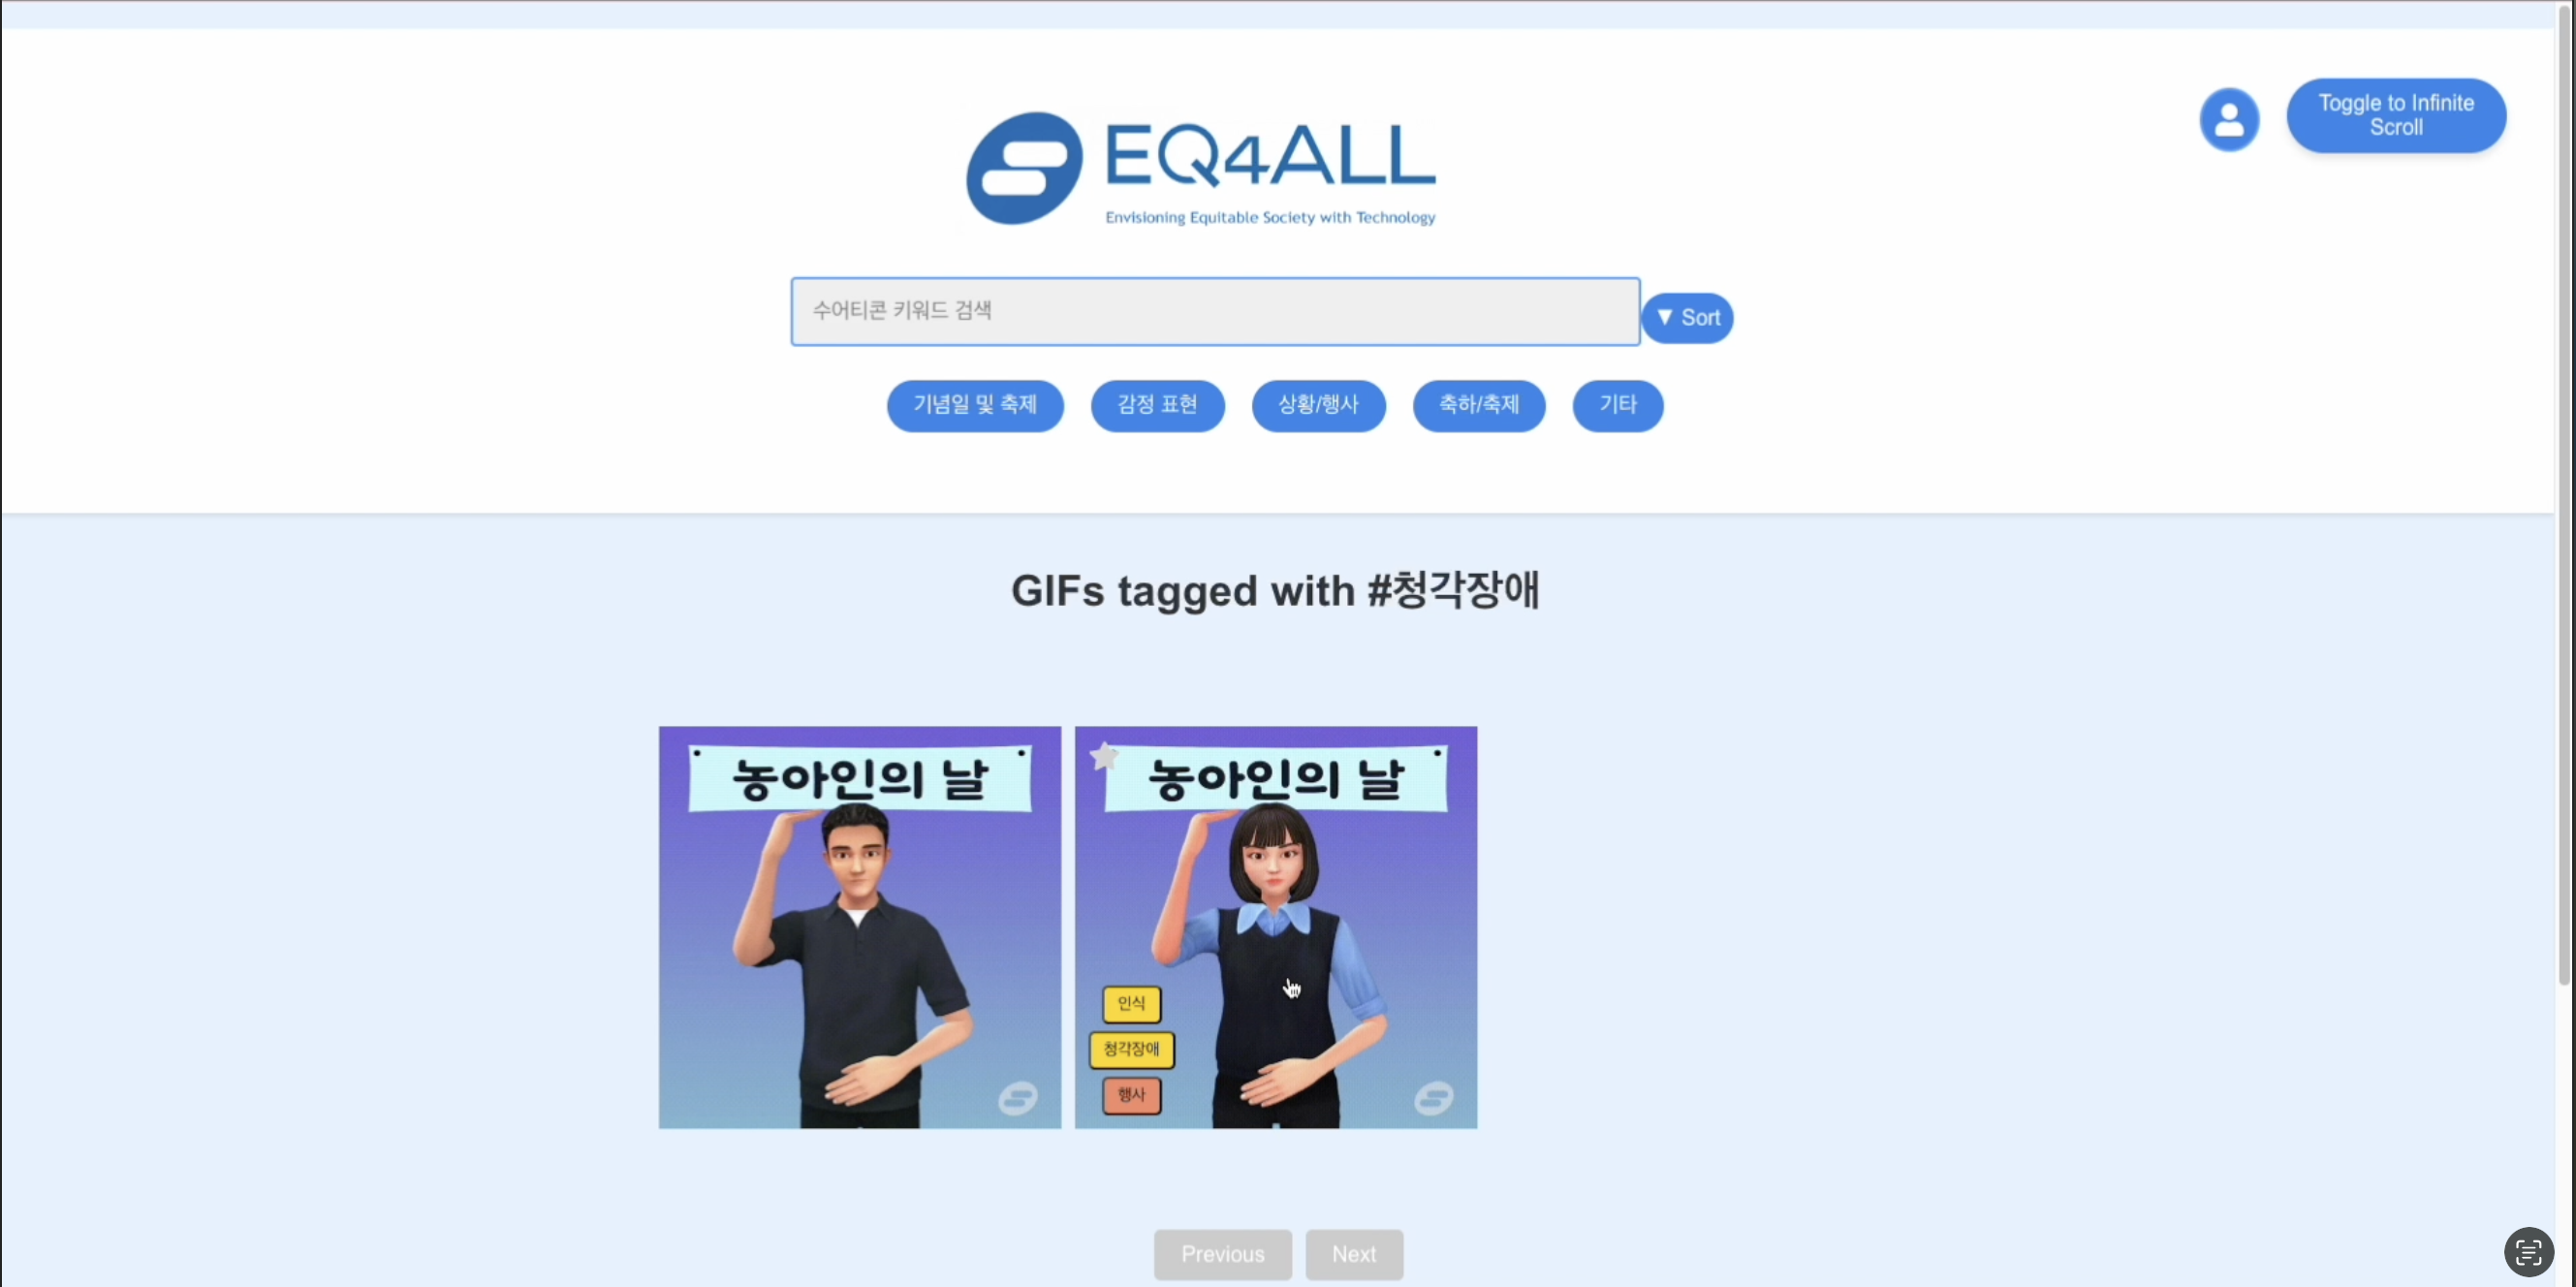 EQ4ALL
Envisioning Equitable Society with Technology
Toggle to Infinite
Scroll
수어티콘 키워드 검색
▼ Sort
기념일 및 축제
감정 표현
상황/행사
축하/축제
기타
GIFs tagged with #청각장애
농아인의 날
농아인의 날
인식
청각장애
행사
Previous
Next